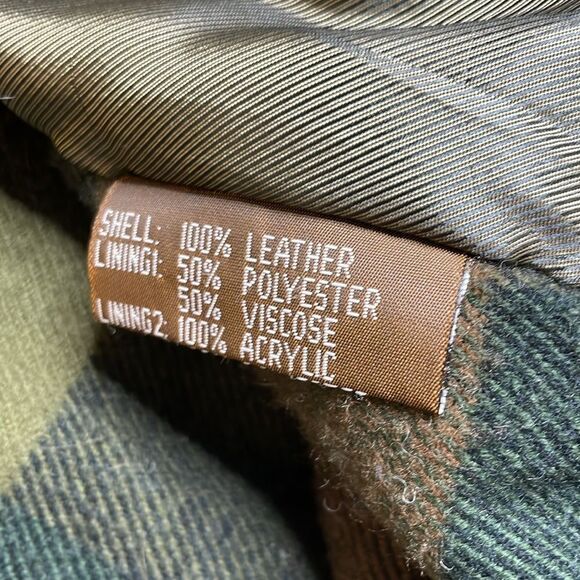 SHELL: 100% LEATHER
LINING1: 50% POLYESTER
50% VISCOSE
LINING2: 100% ACRYLIC